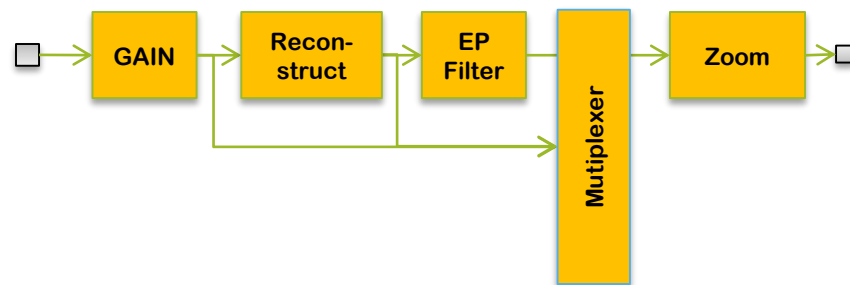 GAIN
Recon-
struct
EP
Filter
Mutiplexer
Zoom